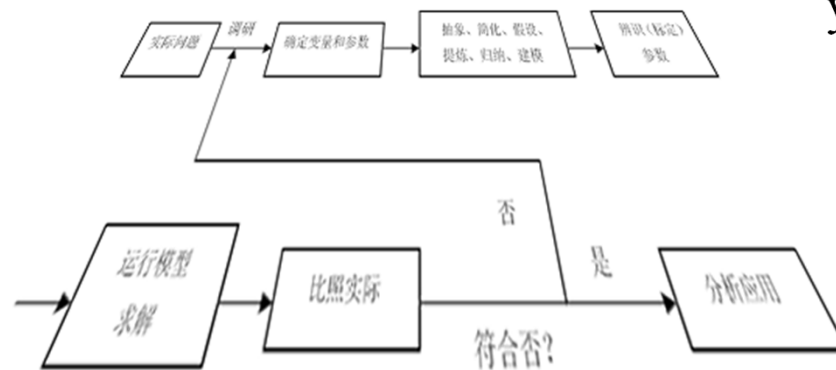 实际问题
调研
确定变量和参数
抽象、简化、假设、
提炼、归纳、建模
辨识(标定)
参数
否
是
运行模型
求解
比照实际
符合否?
分析应用